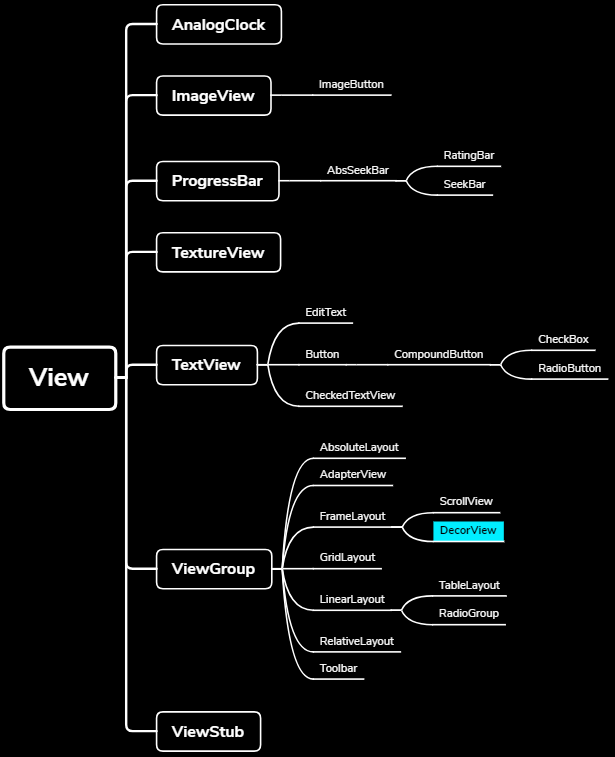 AnalogClock
ImageView
ImageButton
ProgressBar
AbsSeekBar
RatingBar
SeekBar
TextureView
View
TextView
EditText
Button
CompoundButton
CheckBox
RadioButton
CheckedTextView
ViewGroup
AbsoluteLayout
AdapterView
FrameLayout
ScrollView
DecorView
GridLayout
LinearLayout
TableLayout
RadioGroup
RelativeLayout
Toolbar
ViewStub